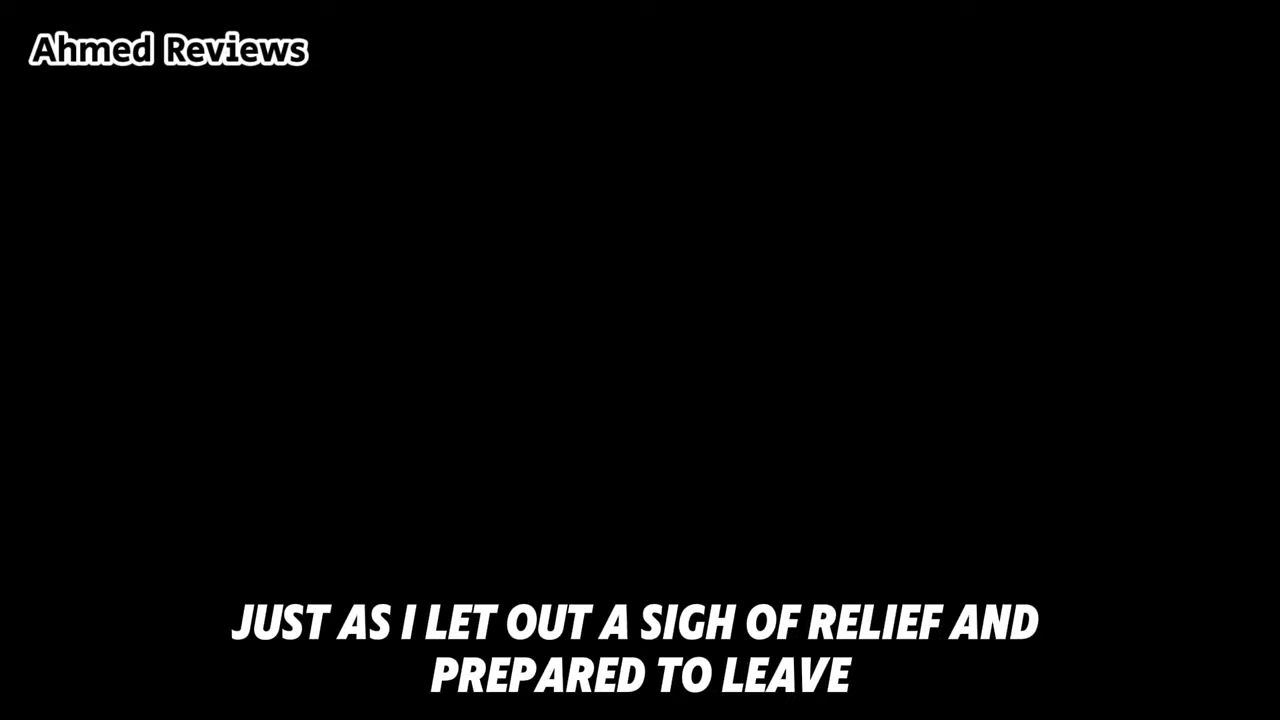 Ahmed Reviews
JUST AS I LET OUT A SIGH OF RELIEF AND
PREPARED TO LEAVE